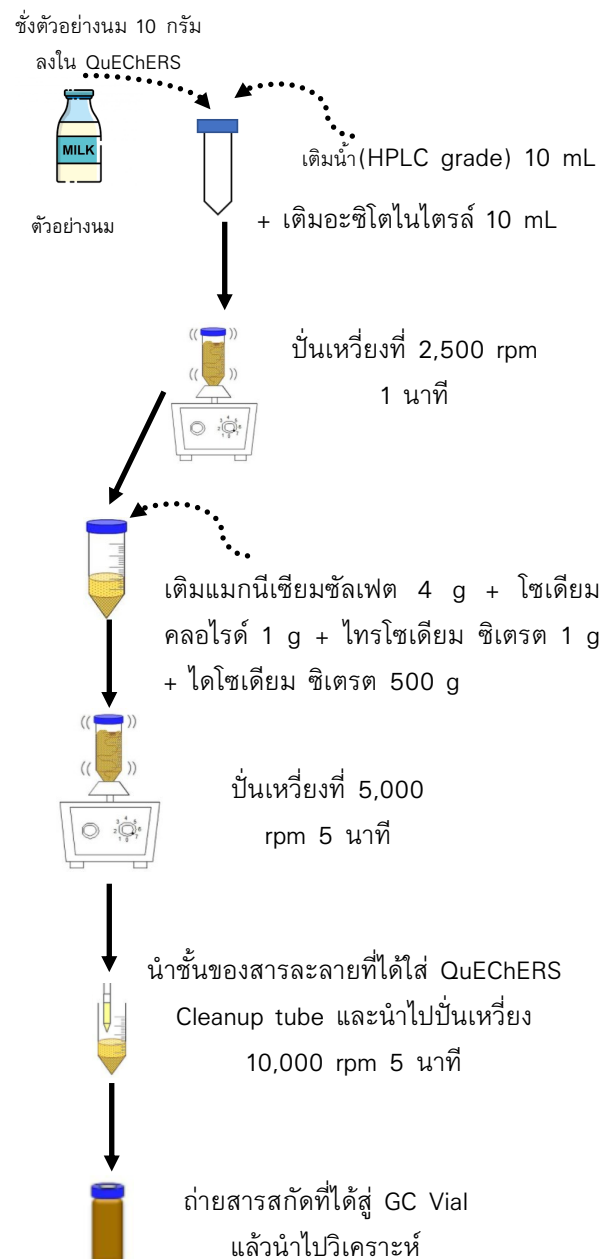 ชั่งตัวอย่างนม 10 กรัม
ลงใน QuEChERS
MILK
เติมน้ำ(HPLC grade) 10 mL
ตัวอย่างนม
+ เติมอะซิโตไนไตรล์ 10 mL
ปั่นเหวี่ยงที่ 2,500 rpm
1 นาที
เติมแมกนีเซียมซัลเฟต 4 g + โซเดียม
คลอไรด์ 1 g + ไทรโซเดียม ซิเตรต 1 g
+ ไดโซเดียม ซิเตรต 500 g
ปั่นเหวี่ยงที่ 5,000
rpm 5 นาที
นำชั้นของสารละลายที่ได้ใส่ QuEChERS
Cleanup tube และนำไปปั่นเหวี่ยง
10,000 rpm 5 นาที
ถ่ายสารสกัดที่ได้สู่ GC Vial
แล้วนำไปวิเคราะห์